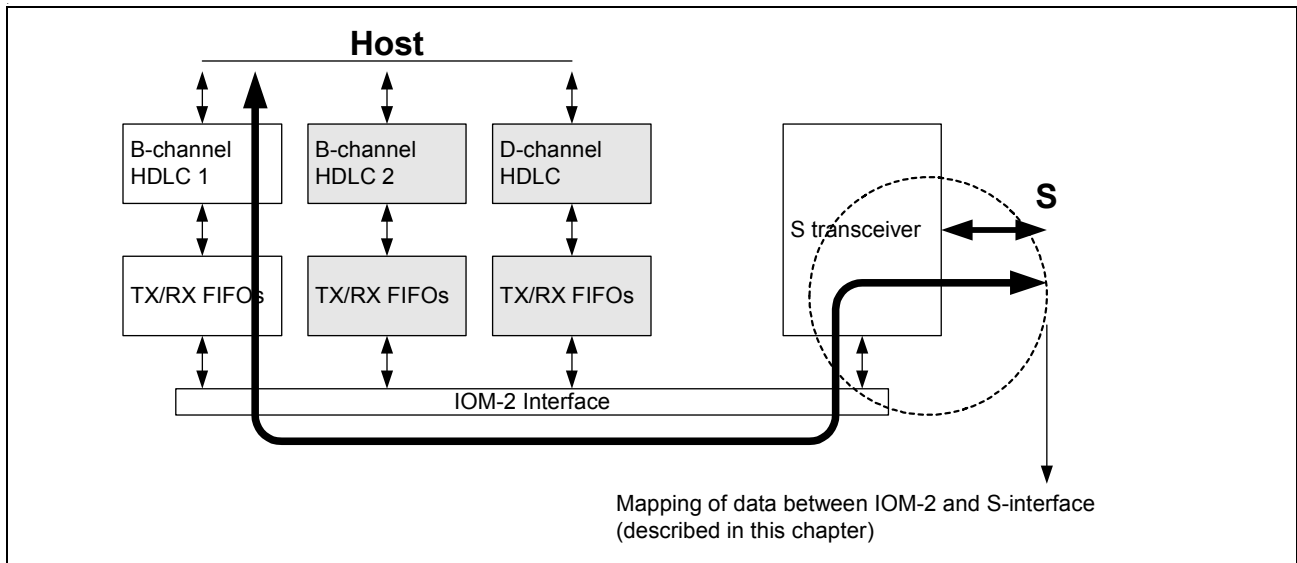 Host
B-channel
HDLC 1
B-channel
HDLC 2
D-channel
HDLC
S
S transceiver
TX/RX FIFOs
TX/RX FIFOs
TX/RX FIFOs
IOM-2 Interface
Mapping of data between IOM-2 and S-interface
(described in this chapter)